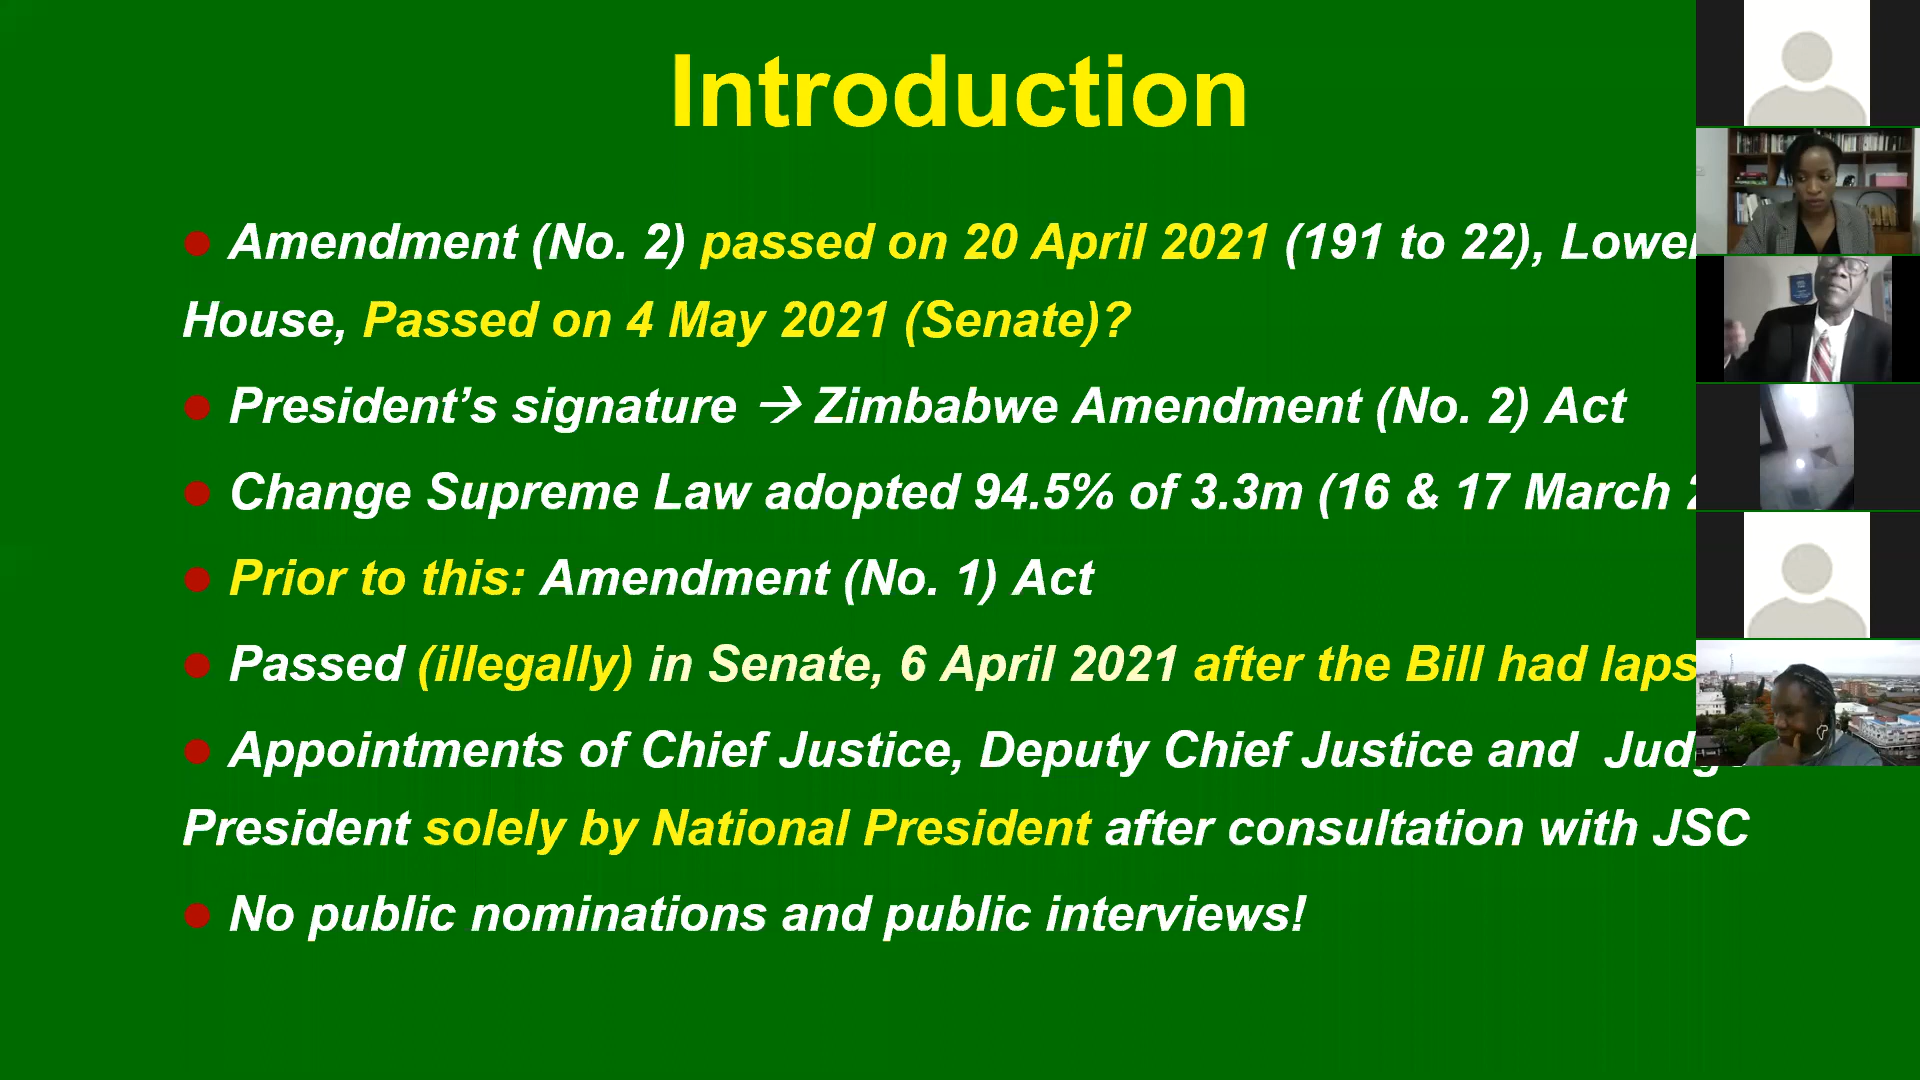 Introduction
● Amendment (No. 2) passed on 20 April 2021 (191 to 22), Lower
House, Passed on 4 May 2021 (Senate)?
● President’s signature → Zimbabwe Amendment (No. 2) Act
● Change Supreme Law adopted 94.5% of 3.3m (16 & 17 March
● Prior to this: Amendment (No. 1) Act
● Passed (illegally) in Senate, 6 April 2021 after the Bill had laps
● Appointments of Chief Justice, Deputy Chief Justice and Judge
President solely by National President after consultation with JSC
● No public nominations and public interviews!